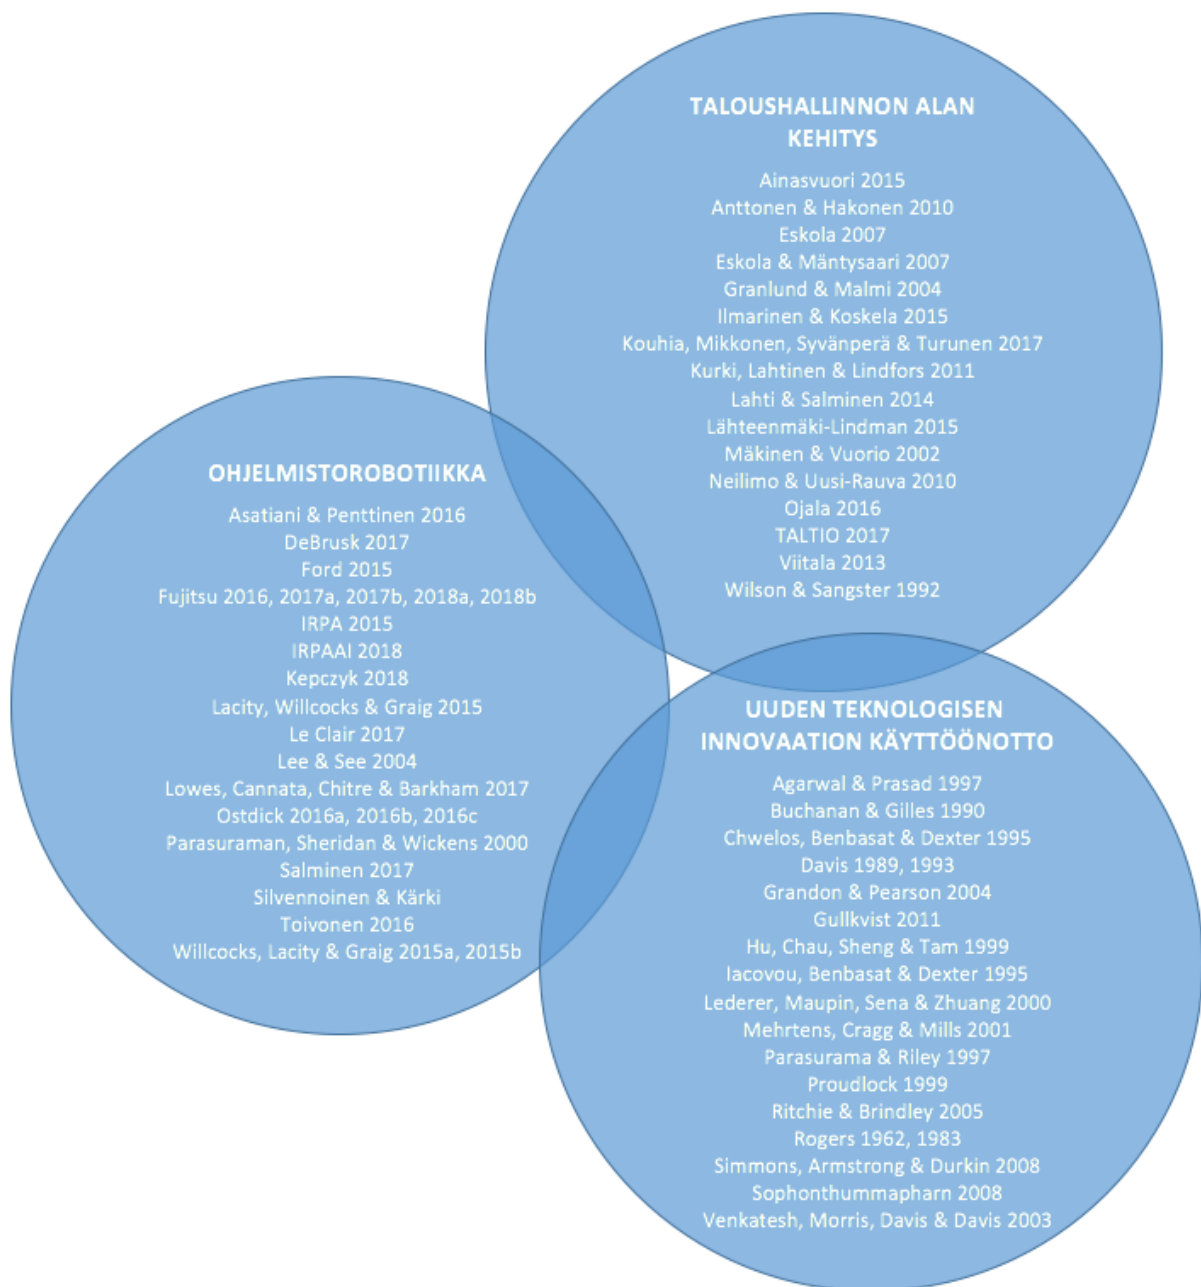 TALOUSHALLINNON ALAN
KEHITYS
Ainasvuori 2015
Anttonen & Hakonen 2010
Eskola 2007
Eskola & Mäntysaari 2007
Granlund & Malmi 2004
Ilmarinen & Koskela 2015
Kouhia, Mikkonen, Syvänperä & Turunen 2017
Kurki, Lahtinen & Lindfors 2011
Lahti & Salminen 2014
Lähteenmäki-Lindman 2015
Mäkinen & Vuorio 2002
Neilimo & Uusi-Rauva 2010
Ojala 2016
TALTIO 2017
Viitala 2013
Wilson & Sangster 1992
OHJELMISTOROBOTIIKKA
Asatiani & Penttinen 2016
DeBrusk 2017
Ford 2015
Fujitsu 2016, 2017a, 2017b, 2018a, 2018b
IRPA 2015
IRPAAI 2018
Kepczyk 2018
Lacity, Willcocks & Graig 2015
Le Clair 2017
Lee & See 2004
Lowes, Cannata, Chitre & Barkham 2017
Ostdick 2016a, 2016b, 2016c
Parasuraman, Sheridan & Wickens 2000
Salminen 2017
Silvennoinen & Kärki
Toivonen 2016
Willcocks, Lacity & Graig 2015a, 2015b
UUDEN TEKNOLOGISEN
INNOVAATION KÄYTTÖÖNOTTO
Agarwal & Prasad 1997
Buchanan & Gilles 1990
Chwelos, Benbasat & Dexter 1995
Davis 1989, 1993
Grandon & Pearson 2004
Gullkvist 2011
Hu, Chau, Sheng & Tam 1999
Iacovou, Benbasat & Dexter 1995
Lederer, Maupin, Sena & Zhuang 2000
Mehrtens, Cragg & Mills 2001
Parasurama & Riley 1997
Proudlock 1999
Ritchie & Brindley 2005
Rogers 1962, 1983
Simmons, Armstrong & Durkin 2008
Sophonthummapharn 2008
Venkatesh, Morris, Davis & Davis 2003